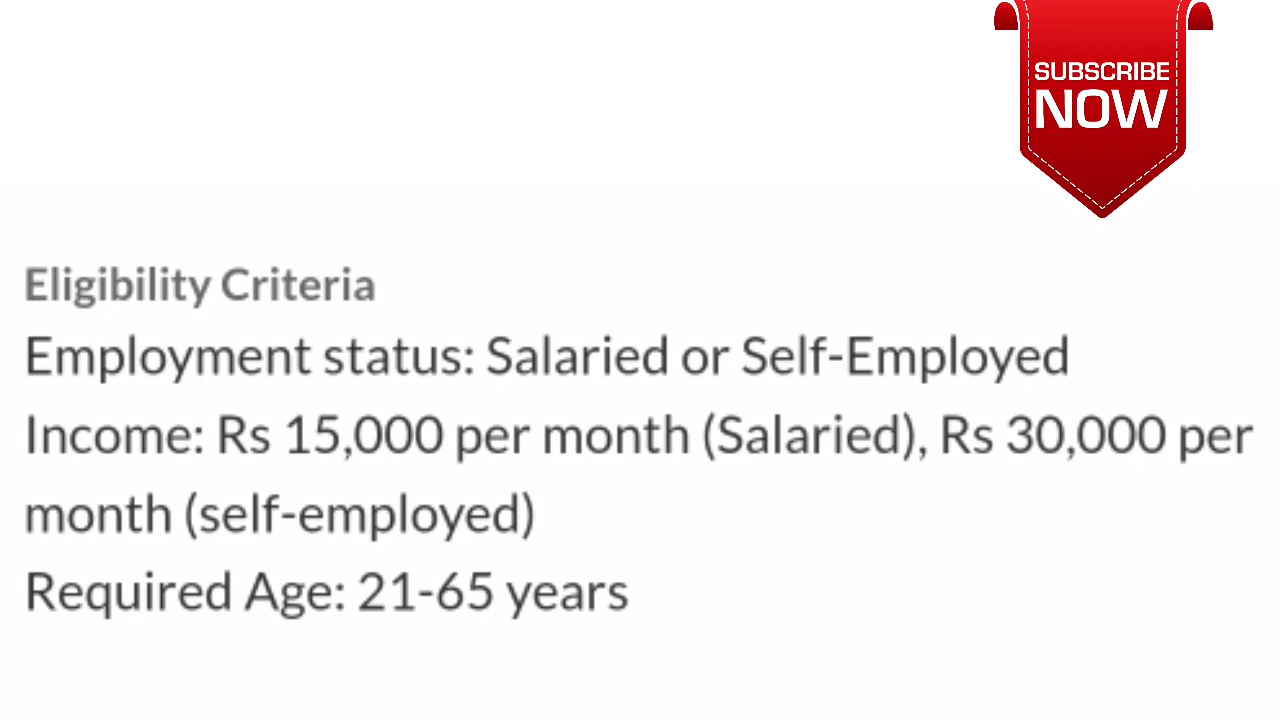 SUBSCRIBE
NOW
Eligibility Criteria
Employment status: Salaried or Self-Employed
Income: Rs 15,000 per month (Salaried), Rs 30,000 per
month (self-employed)
Required Age: 21-65 years